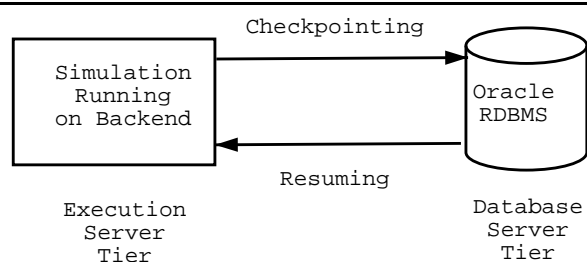 Checkpointing
Simulation
Running
on Backend
Oracle
RDBMS
Resuming
Execution
Server
Tier
Database
Server
Tier